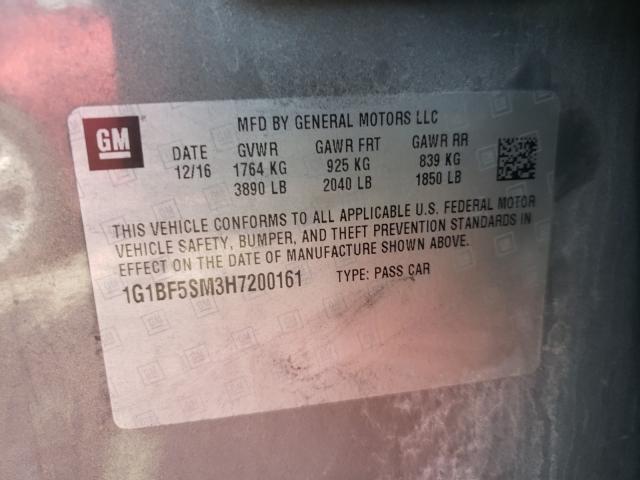 GM
MFD BY GENERAL MOTORS LLC
DATE GVWR GAWR FRT GAWR RR
12/16 1764 KG 925 KG 839 KG
3890 LB 2040 LB 1850 LB
THIS VEHICLE CONFORMS TO ALL APPLICABLE U.S. FEDERAL MOTOR
VEHICLE SAFETY, BUMPER, AND THEFT PREVENTION STANDARDS IN
EFFECT ON THE DATE OF MANUFACTURE SHOWN ABOVE.
1G1BF5SM3H7200161 TYPE: PASS CAR